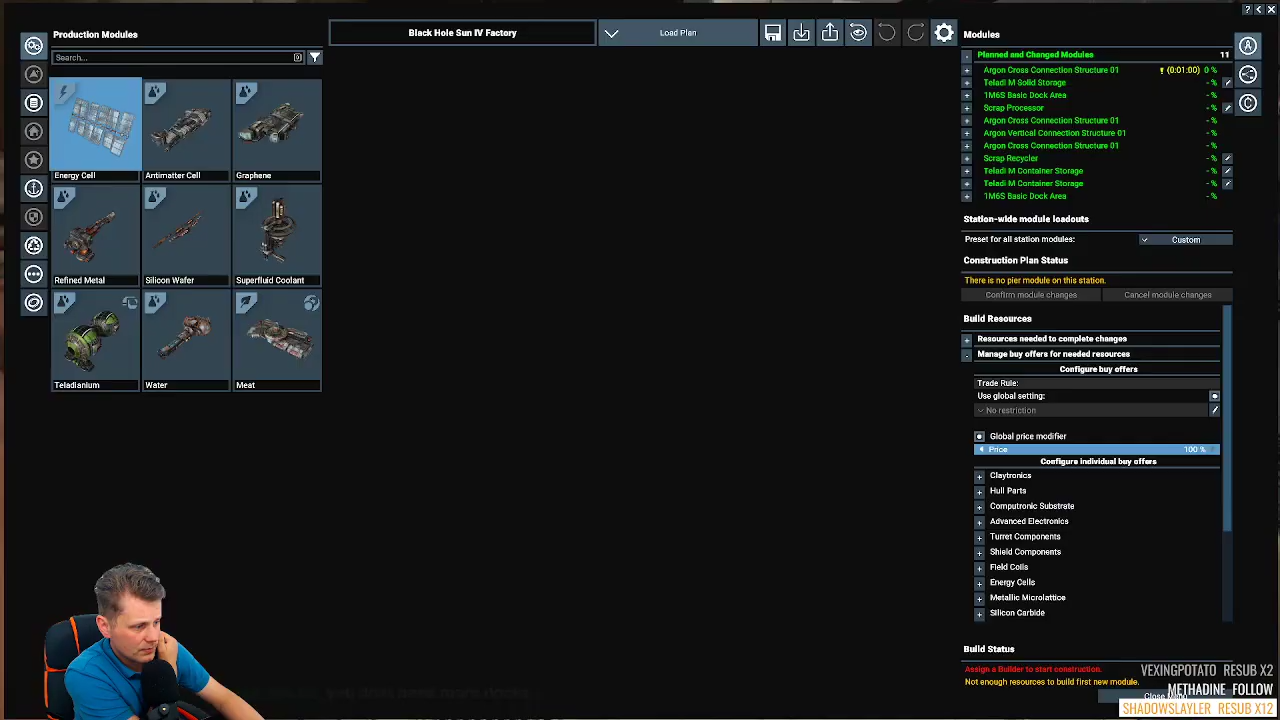 Production Modules
Search...
Energy Cell
Antimatter Cell
Graphene
Refined Metal
Silicon Wafer
Superfluid Coolant
Teladianium
Water
Meat
Black Hole Sun IV Factory
Load Plan
Modules
Planned and Changed Modules 11
Argon Cross Connection Structure 01 (0:01:00) 0 %
Teladi M Solid Storage - %
1M6S Basic Dock Area - %
Scrap Processor - %
Argon Cross Connection Structure 01 - %
Argon Vertical Connection Structure 01 - %
Argon Cross Connection Structure 01 - %
Scrap Recycler - %
Teladi M Container Storage - %
Teladi M Container Storage - %
1M6S Basic Dock Area - %
Station-wide module loadouts
Preset for all station modules: Custom
Construction Plan Status
There is no pier module on this station.
Confirm module changes Cancel module changes
Build Resources
Resources needed to complete changes
Manage buy offers for needed resources
Configure buy offers
Trade Rule:
Use global setting:
No restriction
Global price modifier
Price 100 %
Configure individual buy offers
Claytronics
Hull Parts
Computronic Substrate
Advanced Electronics
Turret Components
Shield Components
Field Coils
Energy Cells
Metallic Microlattice
Silicon Carbide
Build Status
Assign a Builder to start construction.
Not enough resources to build first new module.
VEXINGPOTATO RESUB X2
METHADINE FOLLOW
SHADOWSLAYLER RESUB X12
A
C